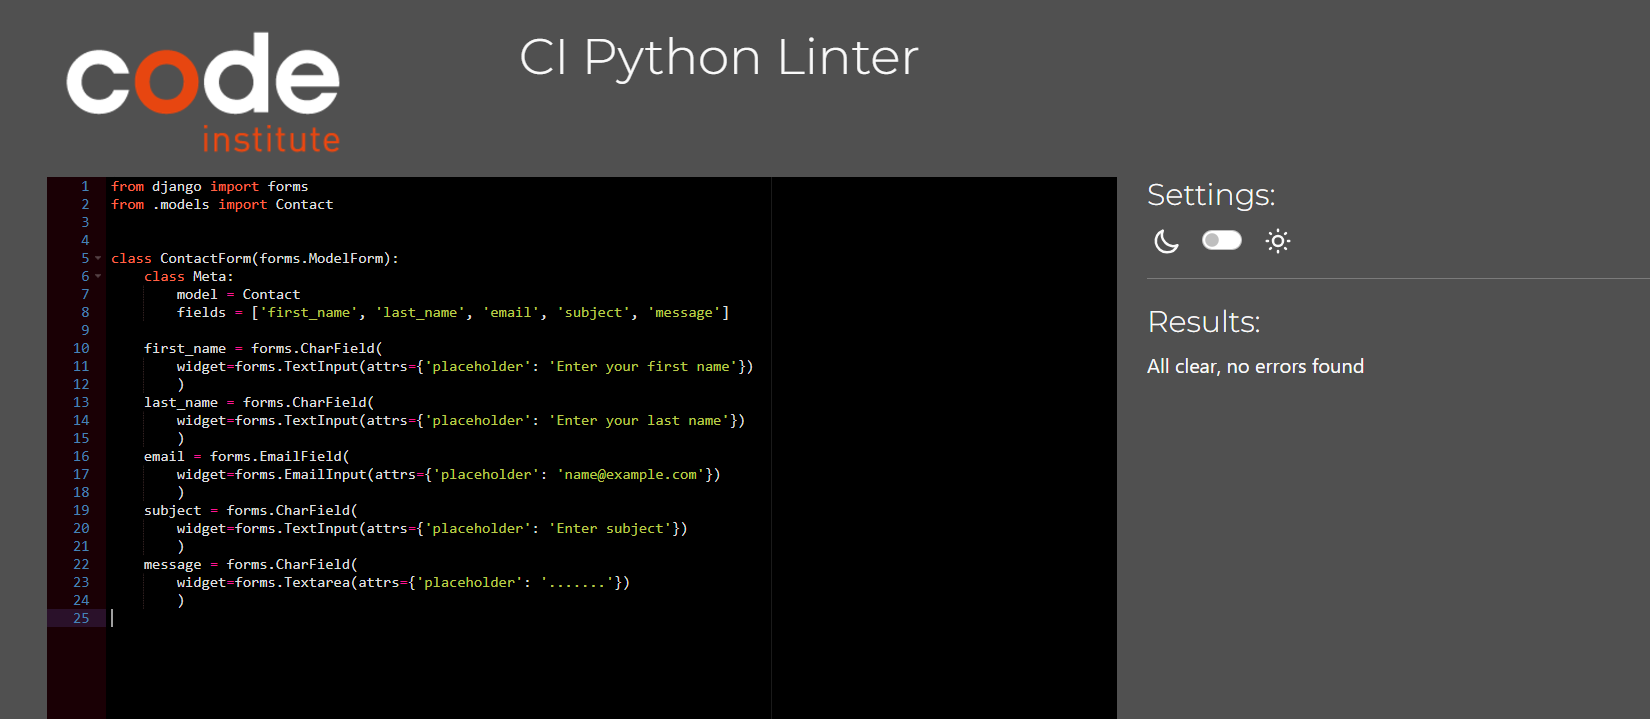 code
institute
CI Python Linter
1 from django import forms
2 from .models import Contact
3
4
5 class ContactForm(forms.ModelForm):
6     class Meta:
7         model = Contact
8         fields = ['first_name', 'last_name', 'email', 'subject', 'message']
9
10     first_name = forms.CharField(
11         widget=forms.TextInput(attrs={'placeholder': 'Enter your first name'})
12         )
13     last_name = forms.CharField(
14         widget=forms.TextInput(attrs={'placeholder': 'Enter your last name'})
15         )
16     email = forms.EmailField(
17         widget=forms.EmailInput(attrs={'placeholder': 'name@example.com'})
18         )
19     subject = forms.CharField(
20         widget=forms.TextInput(attrs={'placeholder': 'Enter subject'})
21         )
22     message = forms.CharField(
23         widget=forms.Textarea(attrs={'placeholder': '.......'})
24         )
25
Settings:
Results:
All clear, no errors found